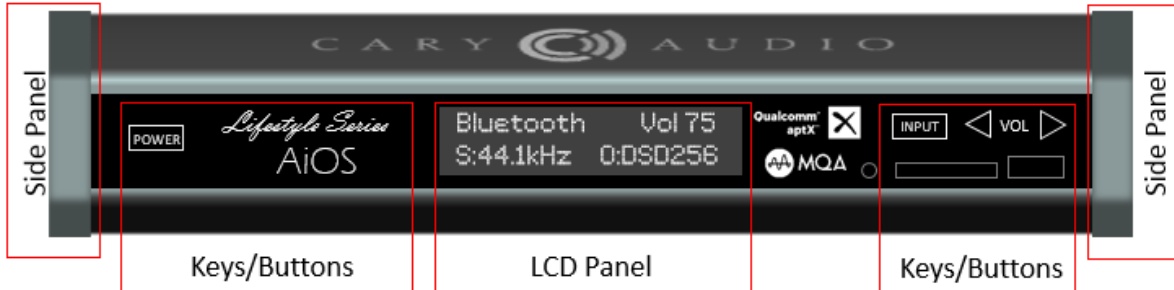 CARY AUDIO
Side Panel
POWER
Lifestyle Series
AiOS
Bluetooth Vol 75
S:44.1kHz O:DSD256
Qualcomm
aptX
MQA
INPUT VOL
Side Panel
Keys/Buttons
LCD Panel
Keys/Buttons